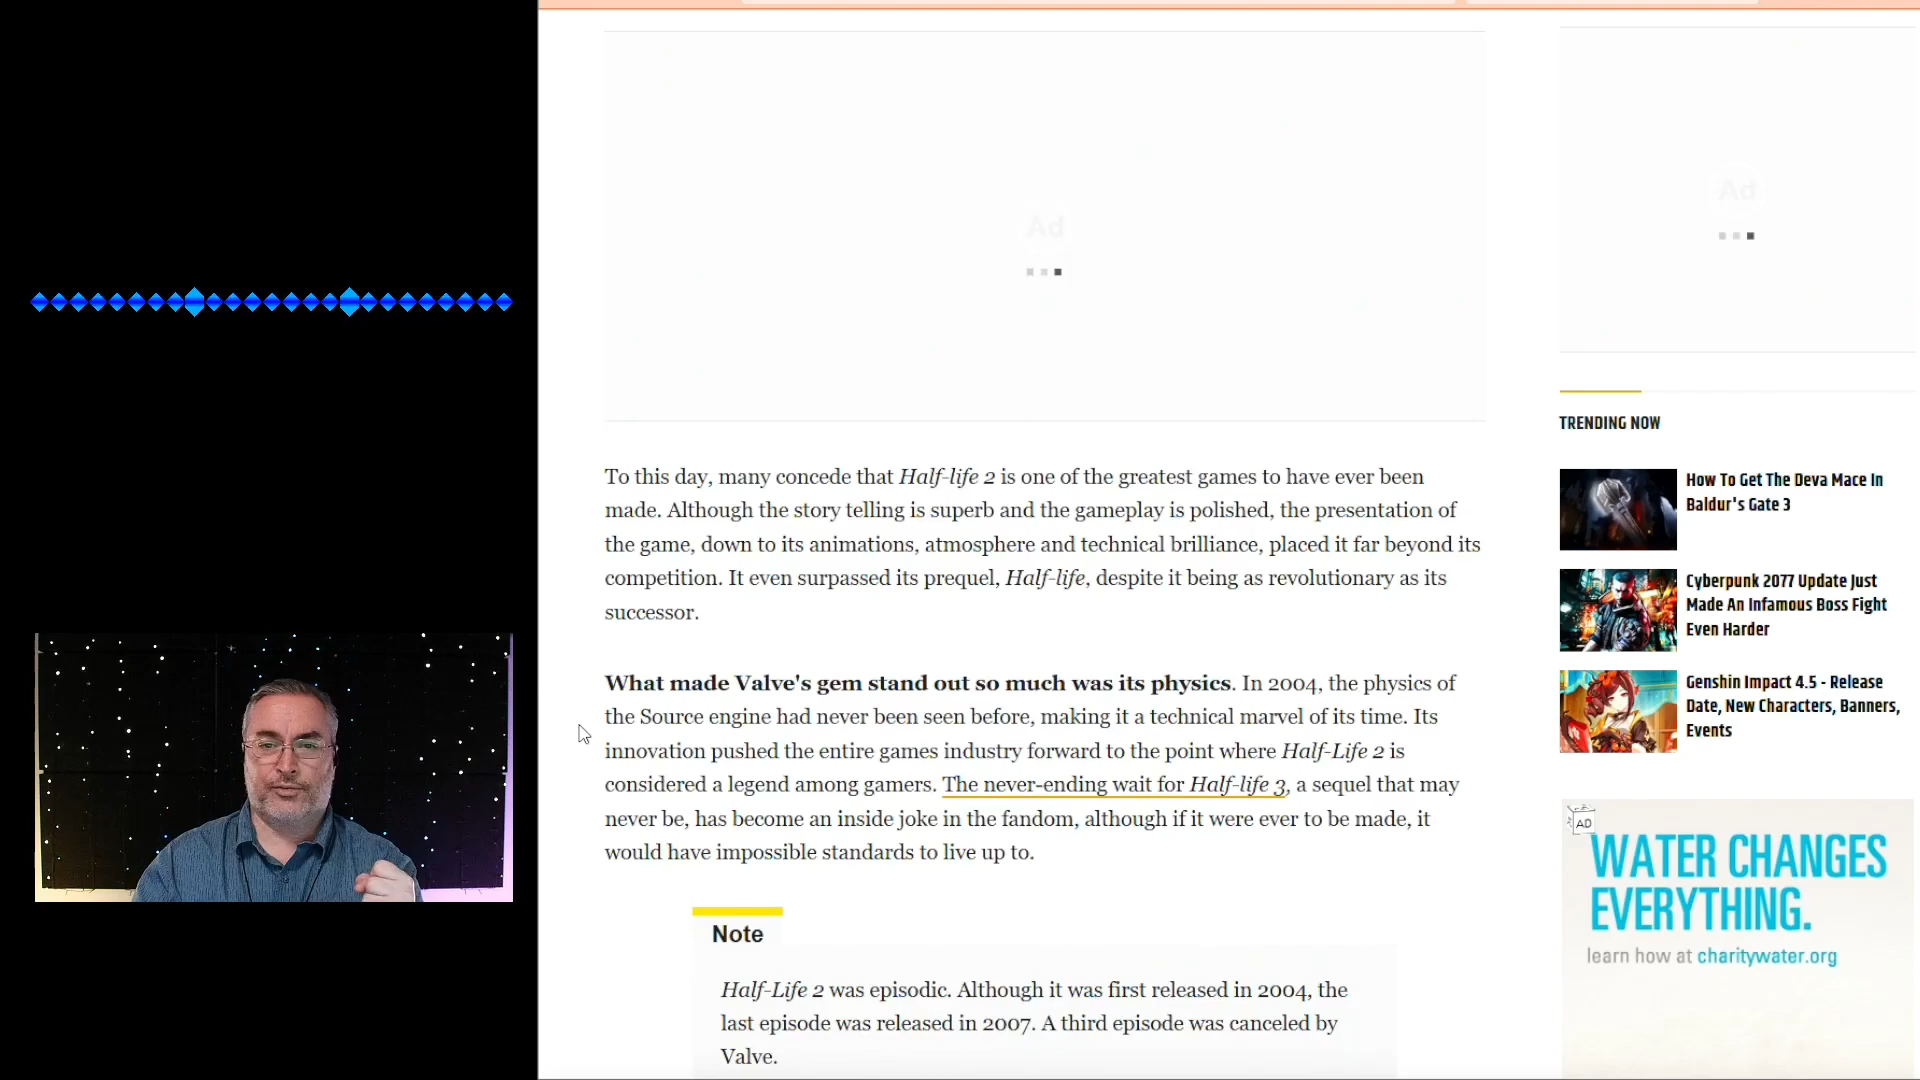 Ad
Ad
To this day, many concede that Half-life 2 is one of the greatest games to have ever been
made. Although the story telling is superb and the gameplay is polished, the presentation of
the game, down to its animations, atmosphere and technical brilliance, placed it far beyond its
competition. It even surpassed its prequel, Half-life, despite it being as revolutionary as its
successor.
What made Valve's gem stand out so much was its physics. In 2004, the physics of
the Source engine had never been seen before, making it a technical marvel of its time. Its
innovation pushed the entire games industry forward to the point where Half-Life 2 is
considered a legend among gamers. The never-ending wait for Half-life 3, a sequel that may
never be, has become an inside joke in the fandom, although if it were ever to be made, it
would have impossible standards to live up to.
Note
Half-Life 2 was episodic. Although it was first released in 2004, the
last episode was released in 2007. A third episode was canceled by
Valve.
TRENDING NOW
How To Get The Deva Mace In
Baldur's Gate 3
Cyberpunk 2077 Update Just
Made An Infamous Boss Fight
Even Harder
Genshin Impact 4.5 - Release
Date, New Characters, Banners,
Events
AD
WATER CHANGES
EVERYTHING.
learn how at charitywater.org